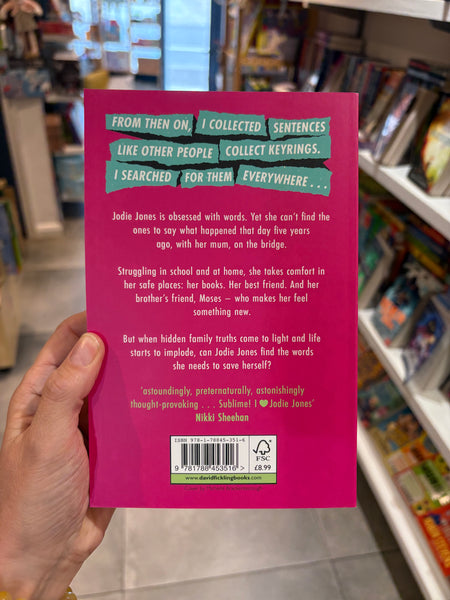 FROM THEN ON, I COLLECTED SENTENCES
LIKE OTHER PEOPLE COLLECT KEYRINGS.
I SEARCHED FOR THEM EVERYWHERE . . .
Jodie Jones is obsessed with words. Yet she can't find the
ones to say what happened that day five years
ago, with her mum, on the bridge.
Struggling in school and at home, she takes comfort in
her safe places: her books. Her best friend. And her
brother's friend, Moses – who makes her feel
something new.
But when hidden family truths come to light and life
starts to implode, can Jodie Jones find the words
she needs to save herself?
'astoundingly, preternaturally, astonishingly
thought-provoking . . . Sublime! I ♥ Jodie Jones'
Nikki Sheehan
ISBN 978-1-78845-351-6
9 781788 453516 >
FSC
£8.99
www.davidficklingbooks.com